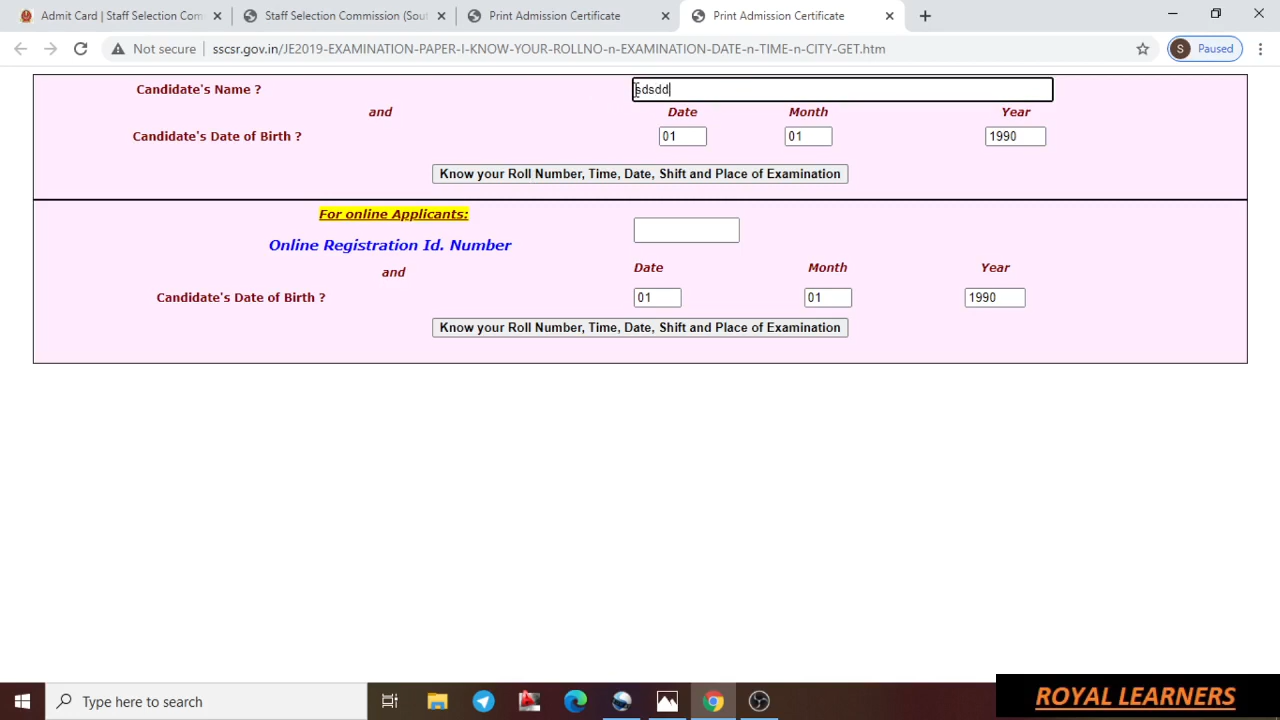 Admit Card | Staff Selection Com
Staff Selection Commission (Sout
Print Admission Certificate
Print Admission Certificate
Not secure
sscsr.gov.in/JE2019-EXAMINATION-PAPER-I-KNOW-YOUR-ROLLNO-n-EXAMINATION-DATE-n-TIME-n-CITY-GET.htm
S Paused
Candidate's Name ?
sdsdd
and
Date Month Year
Candidate's Date of Birth ?
01 01 1990
Know your Roll Number, Time, Date, Shift and Place of Examination
For online Applicants:
Online Registration Id. Number
and
Date Month Year
Candidate's Date of Birth ?
01 01 1990
Know your Roll Number, Time, Date, Shift and Place of Examination
Type here to search
ROYAL LEARNERS